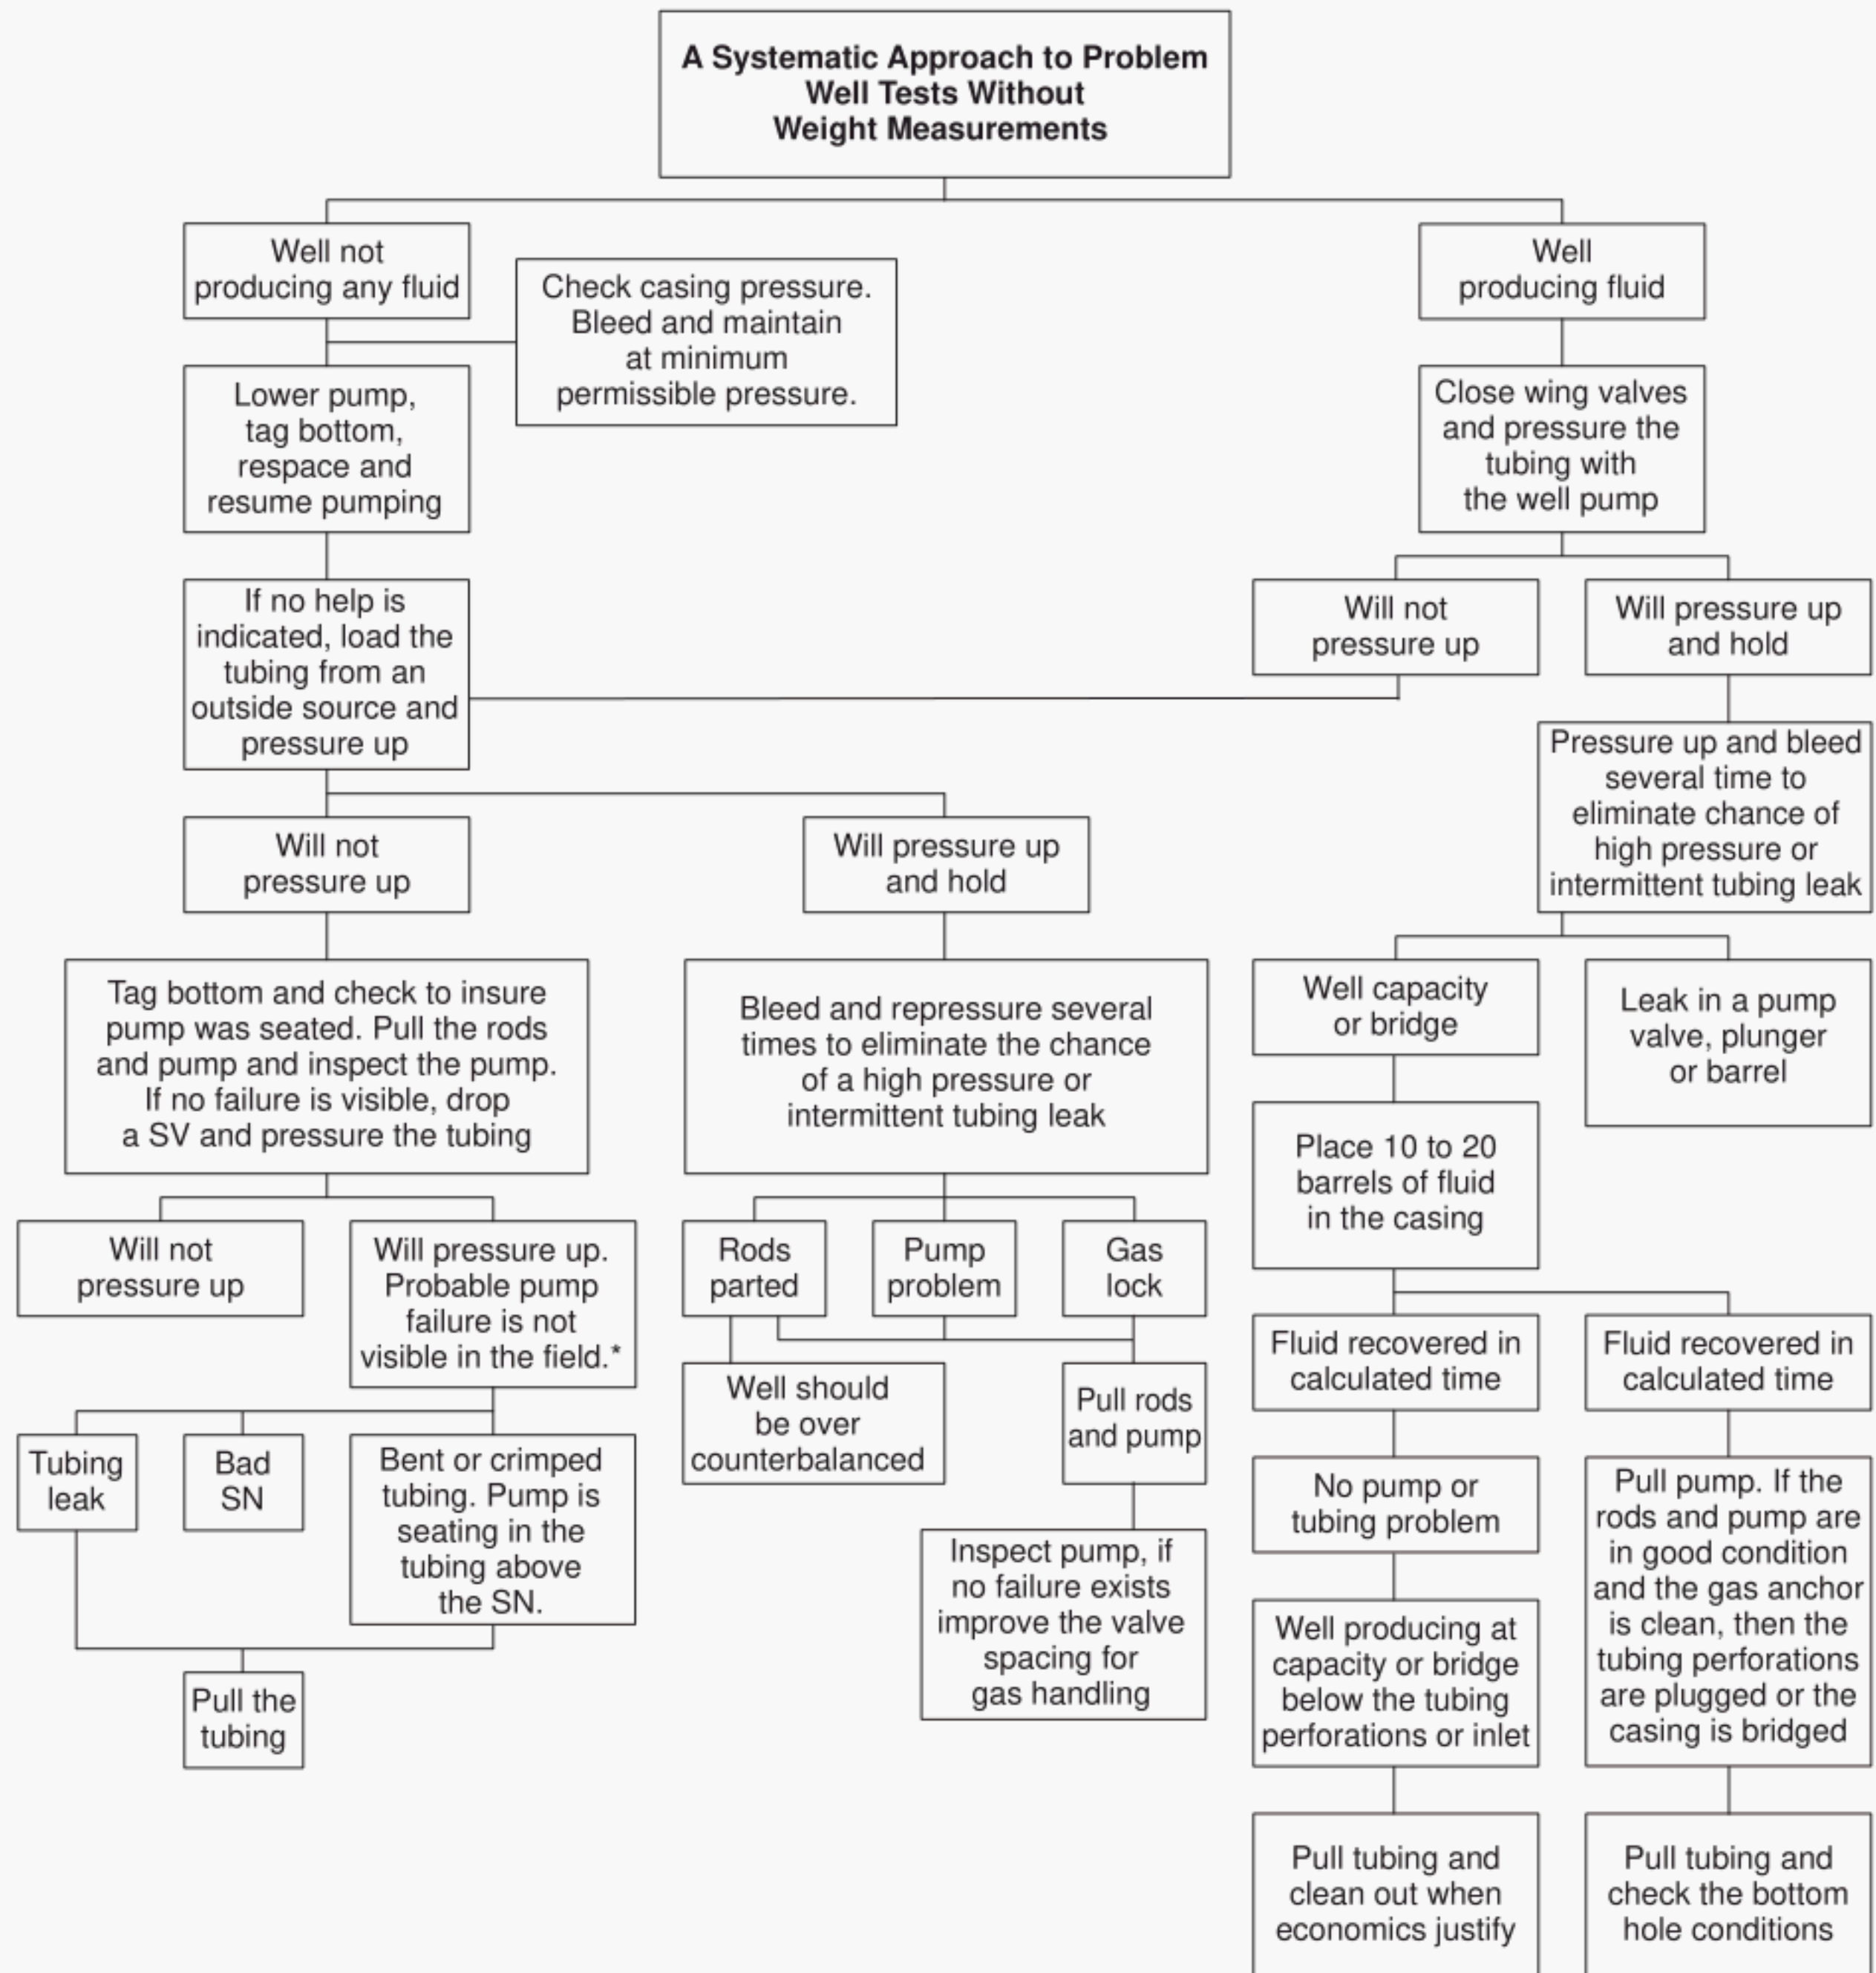 A Systematic Approach to Problem
Well Tests Without
Weight Measurements
Well not
producing any fluid
Check casing pressure.
Bleed and maintain
at minimum
permissible pressure.
Lower pump,
tag bottom,
respace and
resume pumping
If no help is
indicated, load the
tubing from an
outside source and
pressure up
Will not
pressure up
Tag bottom and check to insure
pump was seated. Pull the rods
and pump and inspect the pump.
If no failure is visible, drop
a SV and pressure the tubing
Will not
pressure up
Will pressure up.
Probable pump
failure is not
visible in the field.*
Tubing
leak
Bad
SN
Bent or crimped
tubing. Pump is
seating in the
tubing above
the SN.
Pull the
tubing
Will pressure up
and hold
Bleed and repressure several
times to eliminate the chance
of a high pressure or
intermittent tubing leak
Rods
parted
Pump
problem
Gas
lock
Well should
be over
counterbalanced
Pull rods
and pump
Inspect pump, if
no failure exists
improve the valve
spacing for
gas handling
Well
producing fluid
Close wing valves
and pressure the
tubing with
the well pump
Will not
pressure up
Will pressure up
and hold
Pressure up and bleed
several time to
eliminate chance of
high pressure or
intermittent tubing leak
Well capacity
or bridge
Leak in a pump
valve, plunger
or barrel
Place 10 to 20
barrels of fluid
in the casing
Fluid recovered in
calculated time
No pump or
tubing problem
Well producing at
capacity or bridge
below the tubing
perforations or inlet
Pull tubing and
clean out when
economics justify
Fluid recovered in
calculated time
Pull pump. If the
rods and pump are
in good condition
and the gas anchor
is clean, then the
tubing perforations
are plugged or the
casing is bridged
Pull tubing and
check the bottom
hole conditions